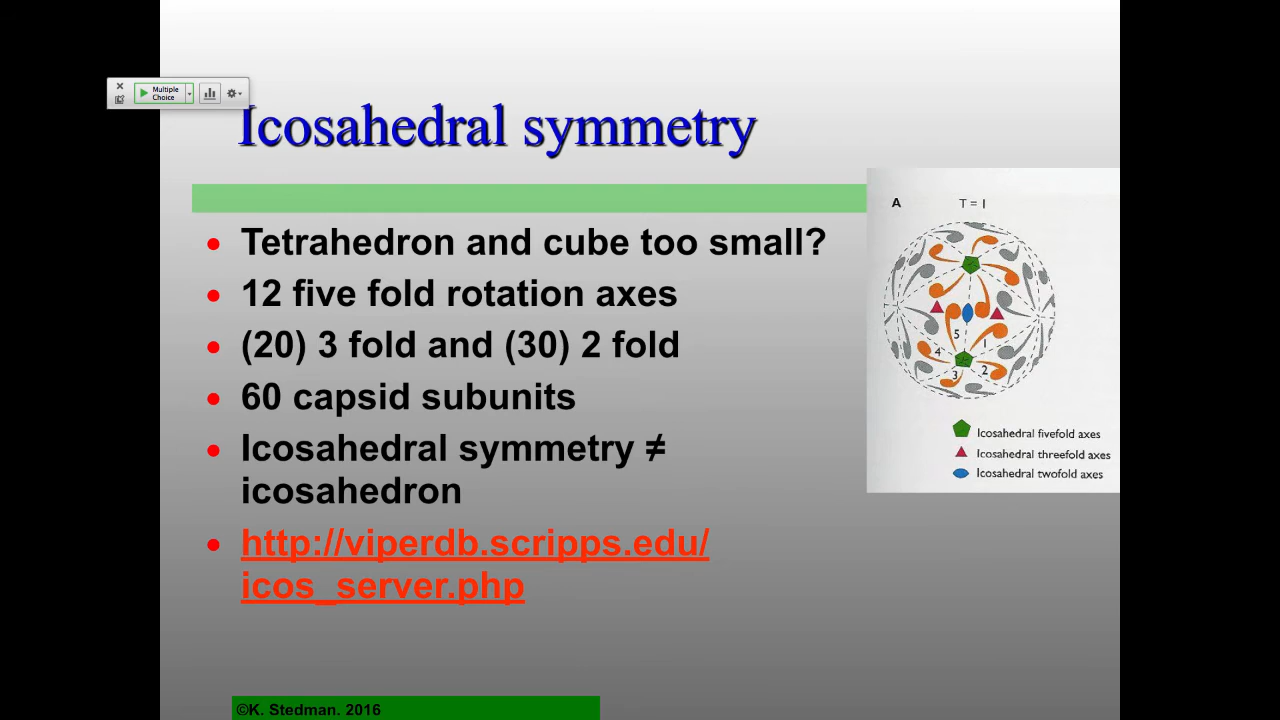 Multiple
Choice
Icosahedral symmetry
A T = 1
• Tetrahedron and cube too small?
• 12 five fold rotation axes
• (20) 3 fold and (30) 2 fold
• 60 capsid subunits
• Icosahedral symmetry ≠
icosahedron
• http://viperdb.scripps.edu/
icos_server.php
5
1
4
2
3
Icosahedral fivefold axes
Icosahedral threefold axes
Icosahedral twofold axes
©K. Stedman. 2016